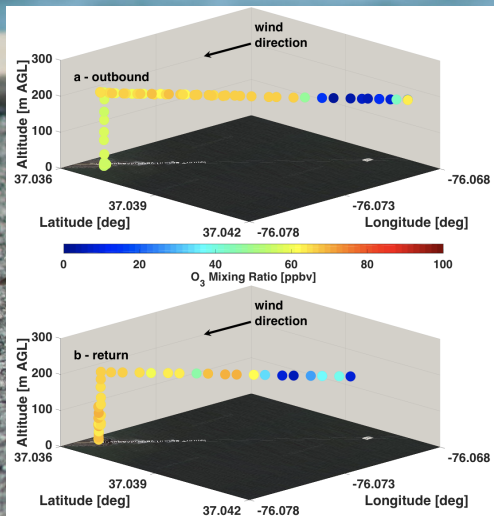 wind
direction
300
a - outbound
200
100
0
Altitude [m AGL]
37.036
-76.068
37.039
-76.073
Latitude [deg]
Longitude [deg]
37.042
-76.078
0
20
40
60
80
100
O3 Mixing Ratio [ppbv]
wind
direction
300
b - return
200
100
0
Altitude [m AGL]
37.036
-76.068
37.039
-76.073
Latitude [deg]
Longitude [deg]
37.042
-76.078